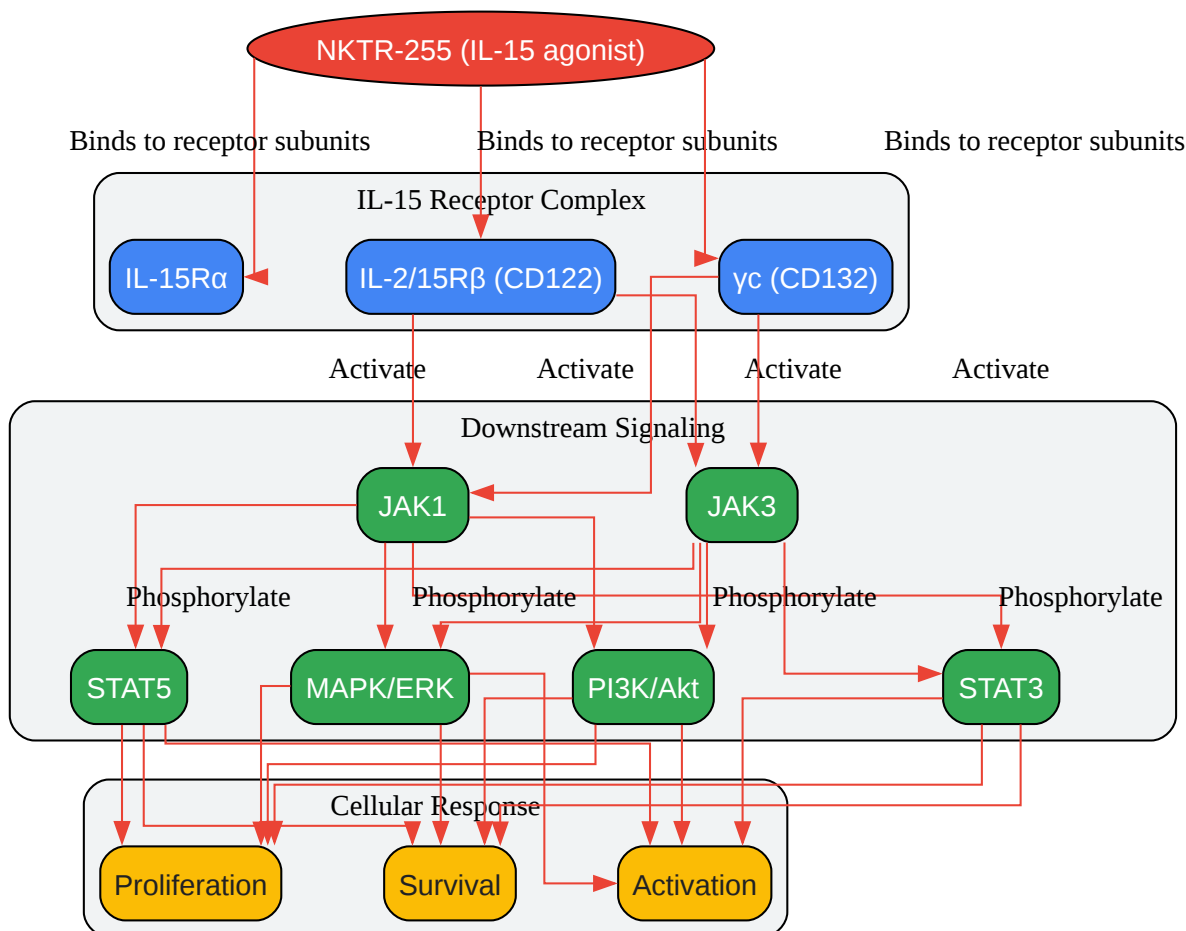 NKTR-255 (IL-15 agonist)
Binds to receptor subunits
Binds to receptor subunits
Binds to receptor subunits
IL-15 Receptor Complex
IL-15Rα
IL-2/15Rβ (CD122)
γc (CD132)
Activate
Activate
Activate
Activate
Downstream Signaling
JAK1
JAK3
Phosphorylate
Phosphorylate
Phosphorylate
Phosphorylate
STAT5
MAPK/ERK
PI3K/Akt
STAT3
Cellular Response
Proliferation
Survival
Activation